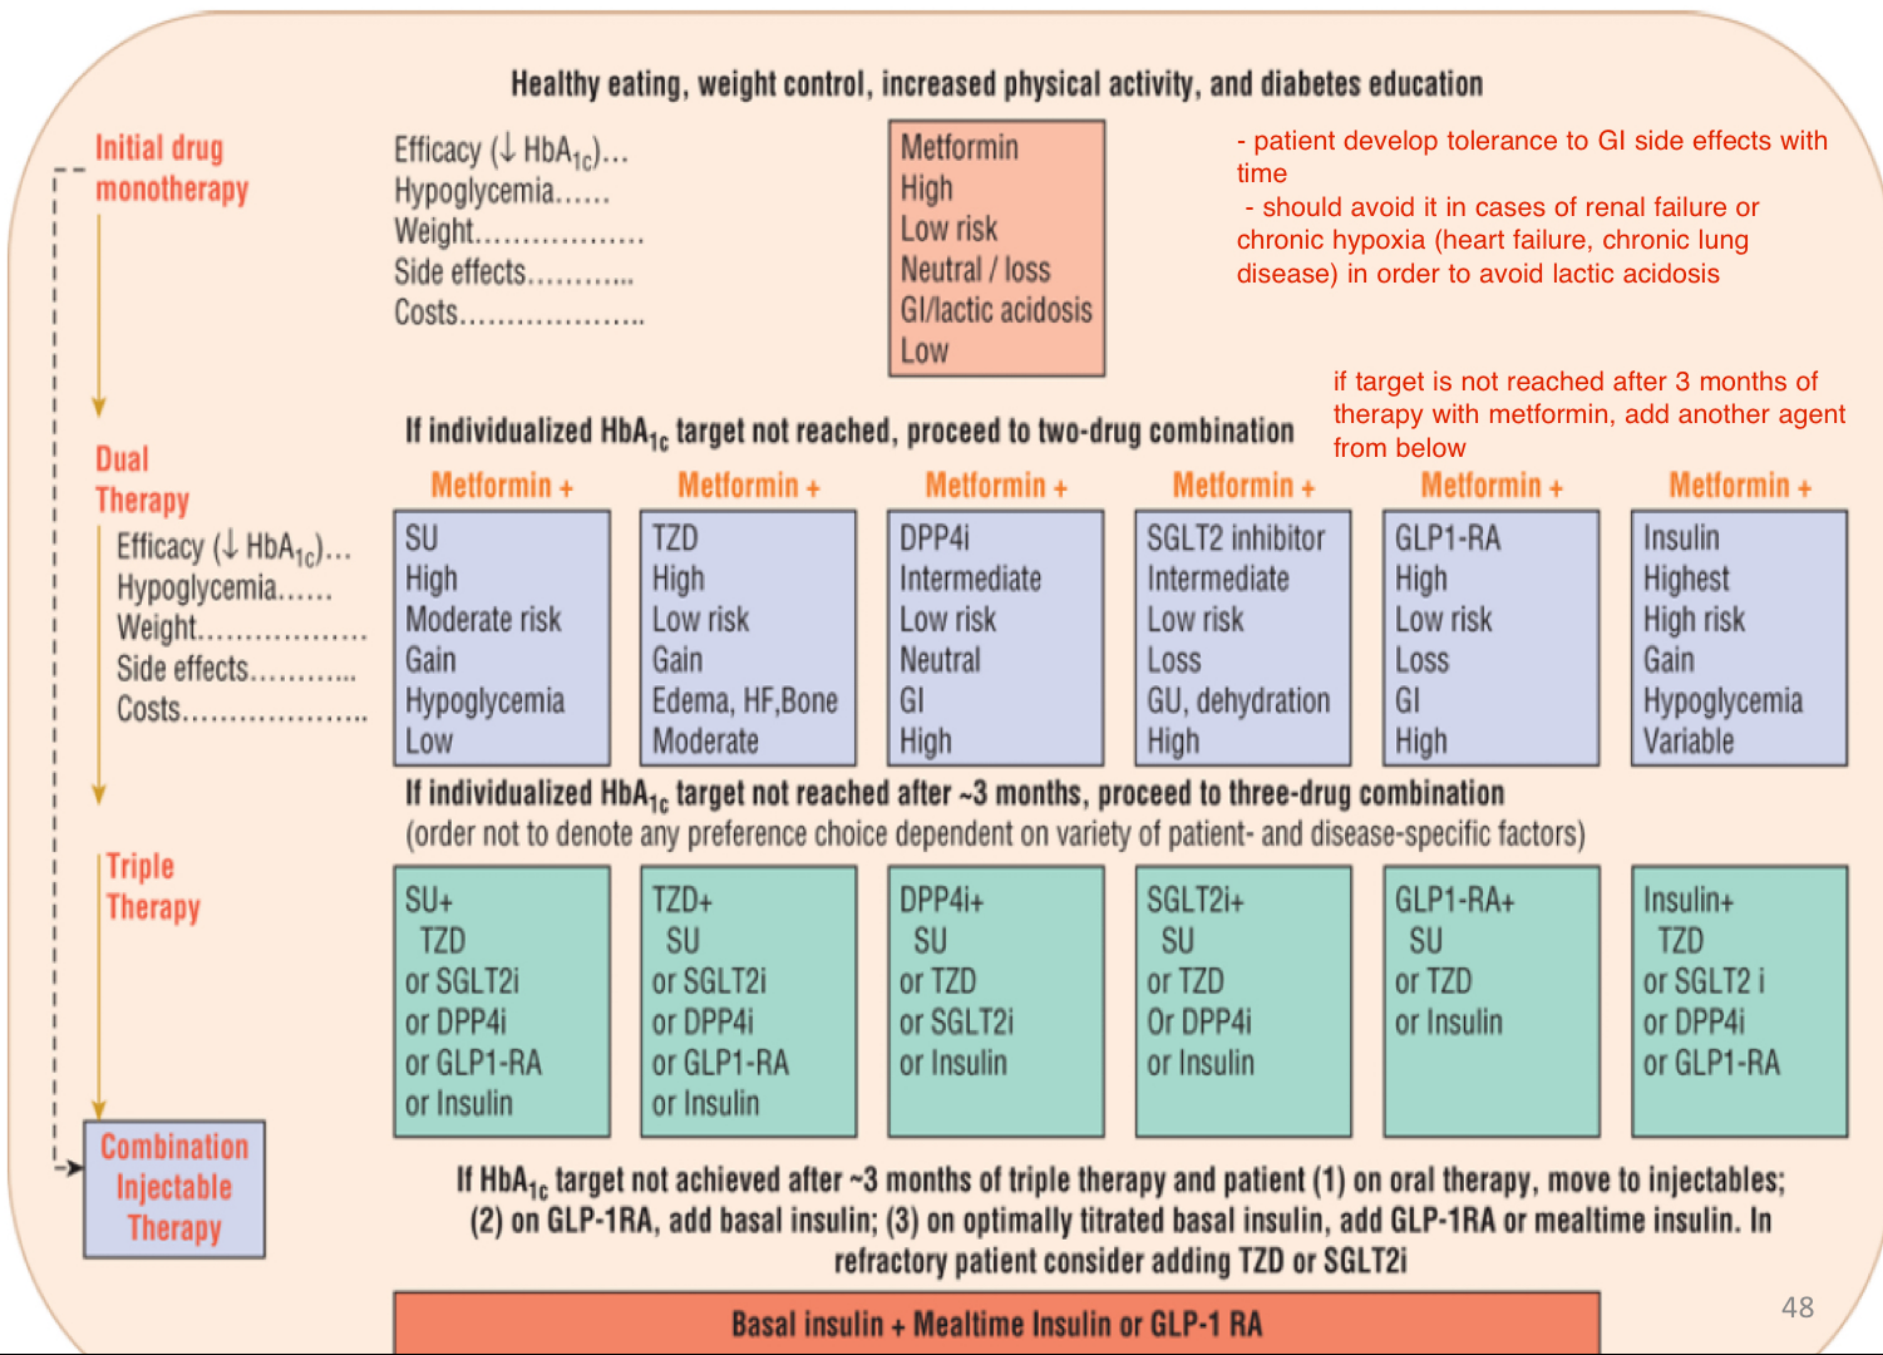 Healthy eating, weight control, increased physical activity, and diabetes education
Initial drug
monotherapy
Efficacy (↓ HbA1c)...
Hypoglycemia......
Weight..................
Side effects..............
Costs.....................
Metformin
High
Low risk
Neutral / loss
GI/lactic acidosis
Low
- patient develop tolerance to GI side effects with
time
- should avoid it in cases of renal failure or
chronic hypoxia (heart failure, chronic lung
disease) in order to avoid lactic acidosis
if target is not reached after 3 months of
therapy with metformin, add another agent
from below
If individualized HbA1c target not reached, proceed to two-drug combination
Dual
Therapy
Efficacy (↓ HbA1c)...
Hypoglycemia......
Weight..................
Side effects..............
Costs.....................
Metformin +
SU
High
Moderate risk
Gain
Hypoglycemia
Low
Metformin +
TZD
High
Low risk
Gain
Edema, HF,Bone
Moderate
Metformin +
DPP4i
Intermediate
Low risk
Neutral
GI
High
Metformin +
SGLT2 inhibitor
Intermediate
Low risk
Loss
GU, dehydration
High
Metformin +
GLP1-RA
High
Low risk
Loss
GI
High
Metformin +
Insulin
Highest
High risk
Gain
Hypoglycemia
Variable
If individualized HbA1c target not reached after ~3 months, proceed to three-drug combination
(order not to denote any preference choice dependent on variety of patient- and disease-specific factors)
Triple
Therapy
SU+
TZD
or SGLT2i
or DPP4i
or GLP1-RA
or Insulin
TZD+
SU
or SGLT2i
or DPP4i
or GLP1-RA
or Insulin
DPP4i+
SU
or TZD
or SGLT2i
or Insulin
SGLT2i+
SU
or TZD
Or DPP4i
or Insulin
GLP1-RA+
SU
or TZD
or Insulin
Insulin+
TZD
or SGLT2 i
or DPP4i
or GLP1-RA
Combination
Injectable
Therapy
If HbA1c target not achieved after ~3 months of triple therapy and patient (1) on oral therapy, move to injectables;
(2) on GLP-1RA, add basal insulin; (3) on optimally titrated basal insulin, add GLP-1RA or mealtime insulin. In
refractory patient consider adding TZD or SGLT2i
Basal insulin + Mealtime Insulin or GLP-1 RA
48